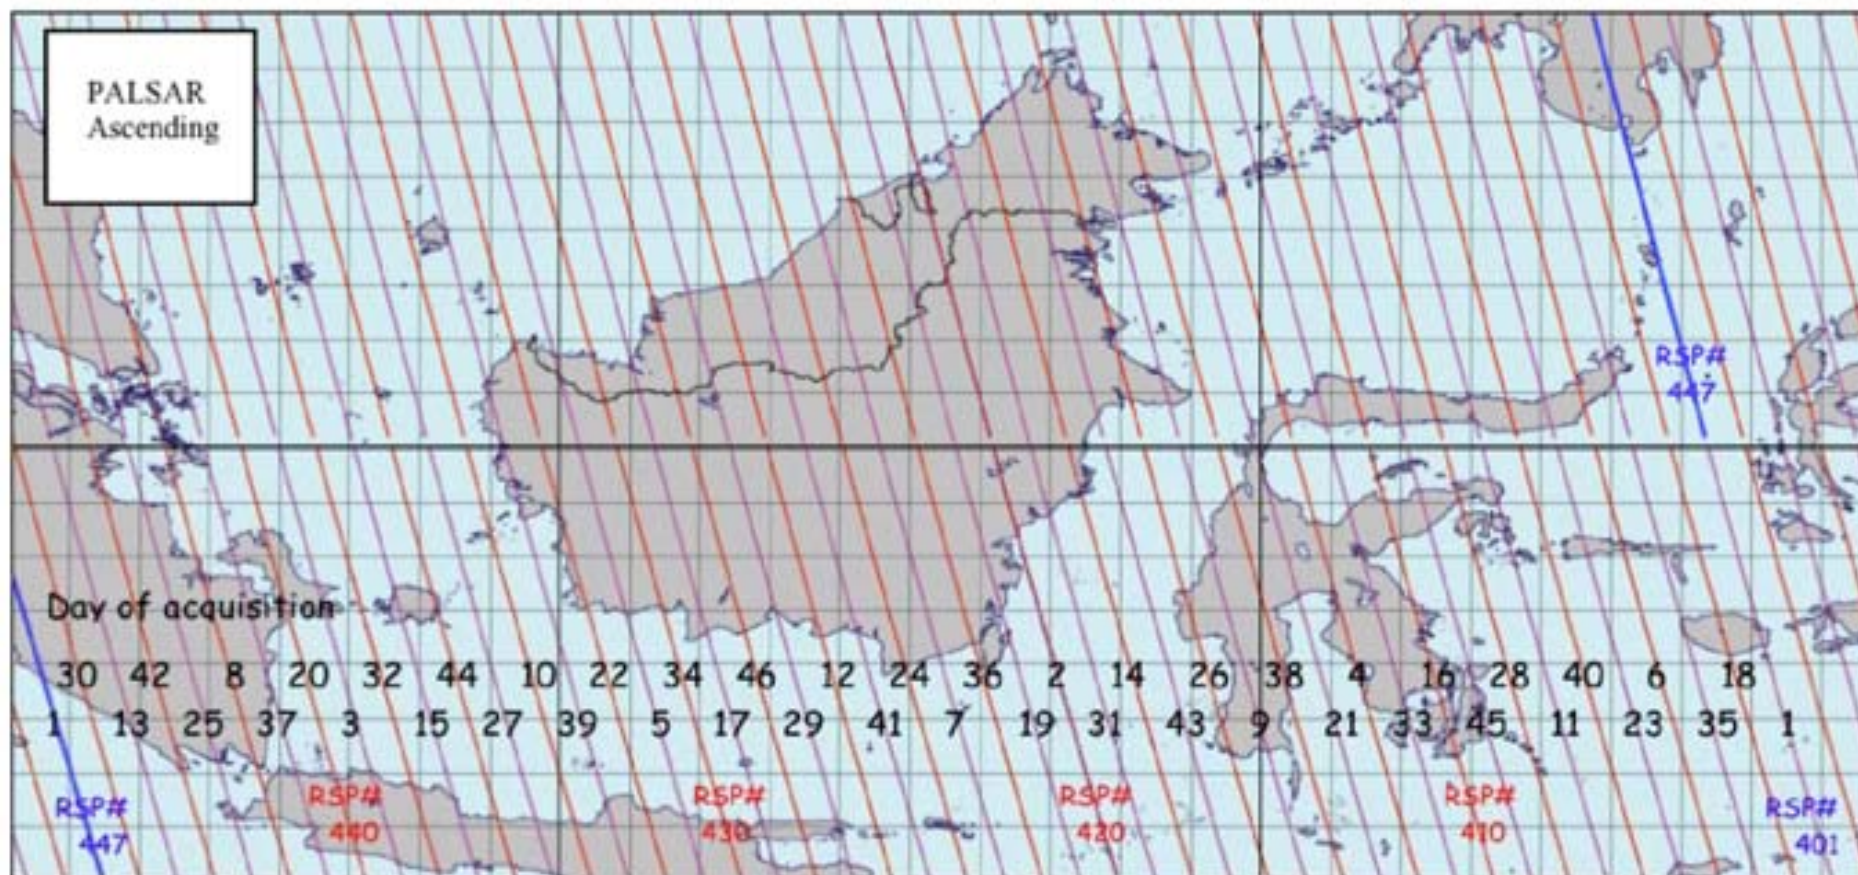 PALSAR
Ascending
RSP#
447
Day of acquisition
30 42 8 20 32 44 10 22 34 46 12 24 36 2 14 26 38 4 16 28 40 6 18
1 13 25 37 3 15 27 39 5 17 29 41 7 19 31 43 9 21 33 45 11 23 35 1
RSP# RSP# RSP# RSP# RSP# RSP#
447 440 430 420 410 401